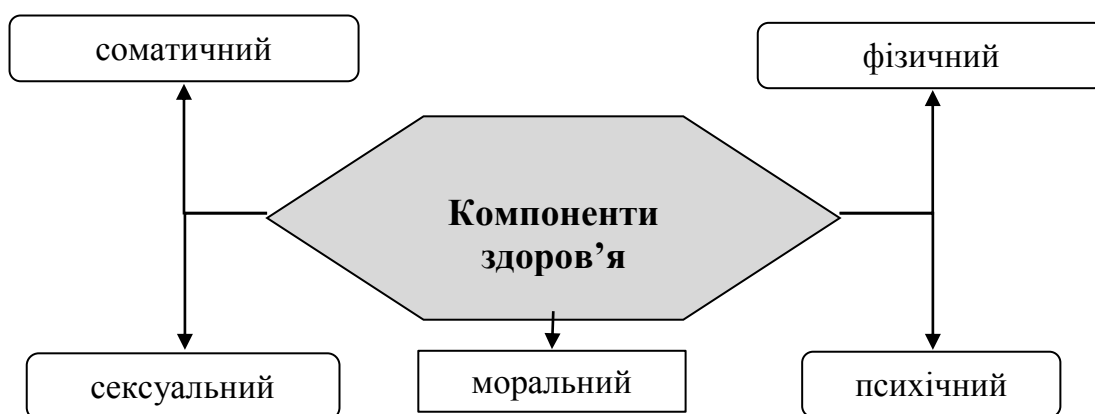 соматичний
фізичний
Компоненти
здоров’я
сексуальний
моральний
психічний